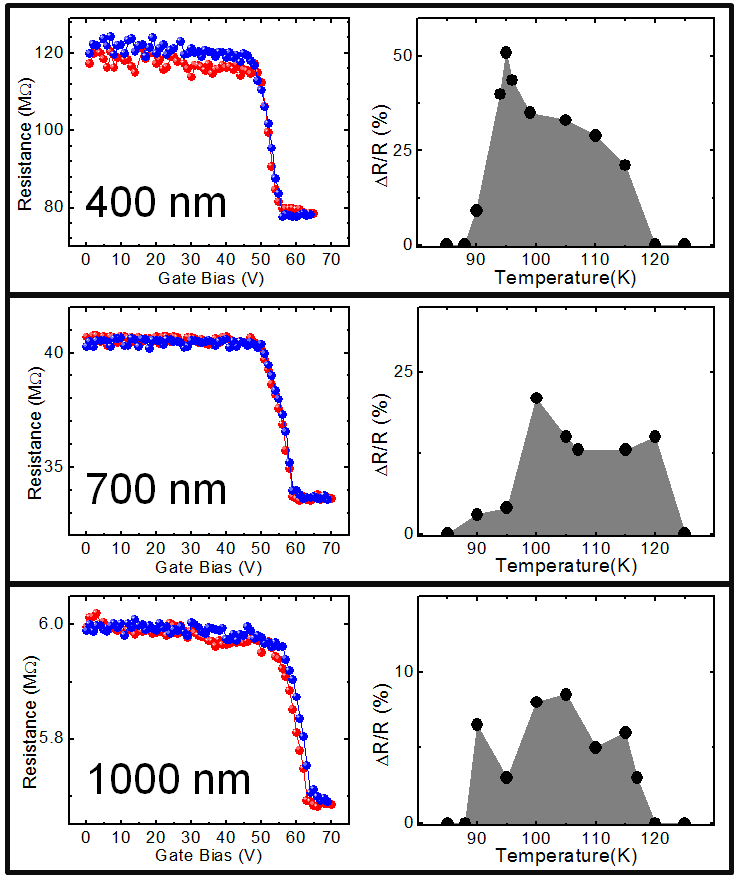 Resistance (MΩ)
120
100
80
400 nm
0 10 20 30 40 50 60 70
Gate Bias (V)
ΔR/R (%)
50
25
0
90 100 110 120
Temperature(K)
Resistance (MΩ)
40
34
700 nm
0 10 20 30 40 50 60 70
Gate Bias (V)
ΔR/R (%)
25
0
90 100 110 120
Temperature(K)
Resistance (MΩ)
6.0
5.8
1000 nm
0 10 20 30 40 50 60 70
Gate Bias (V)
ΔR/R (%)
10
0
90 100 110 120
Temperature(K)